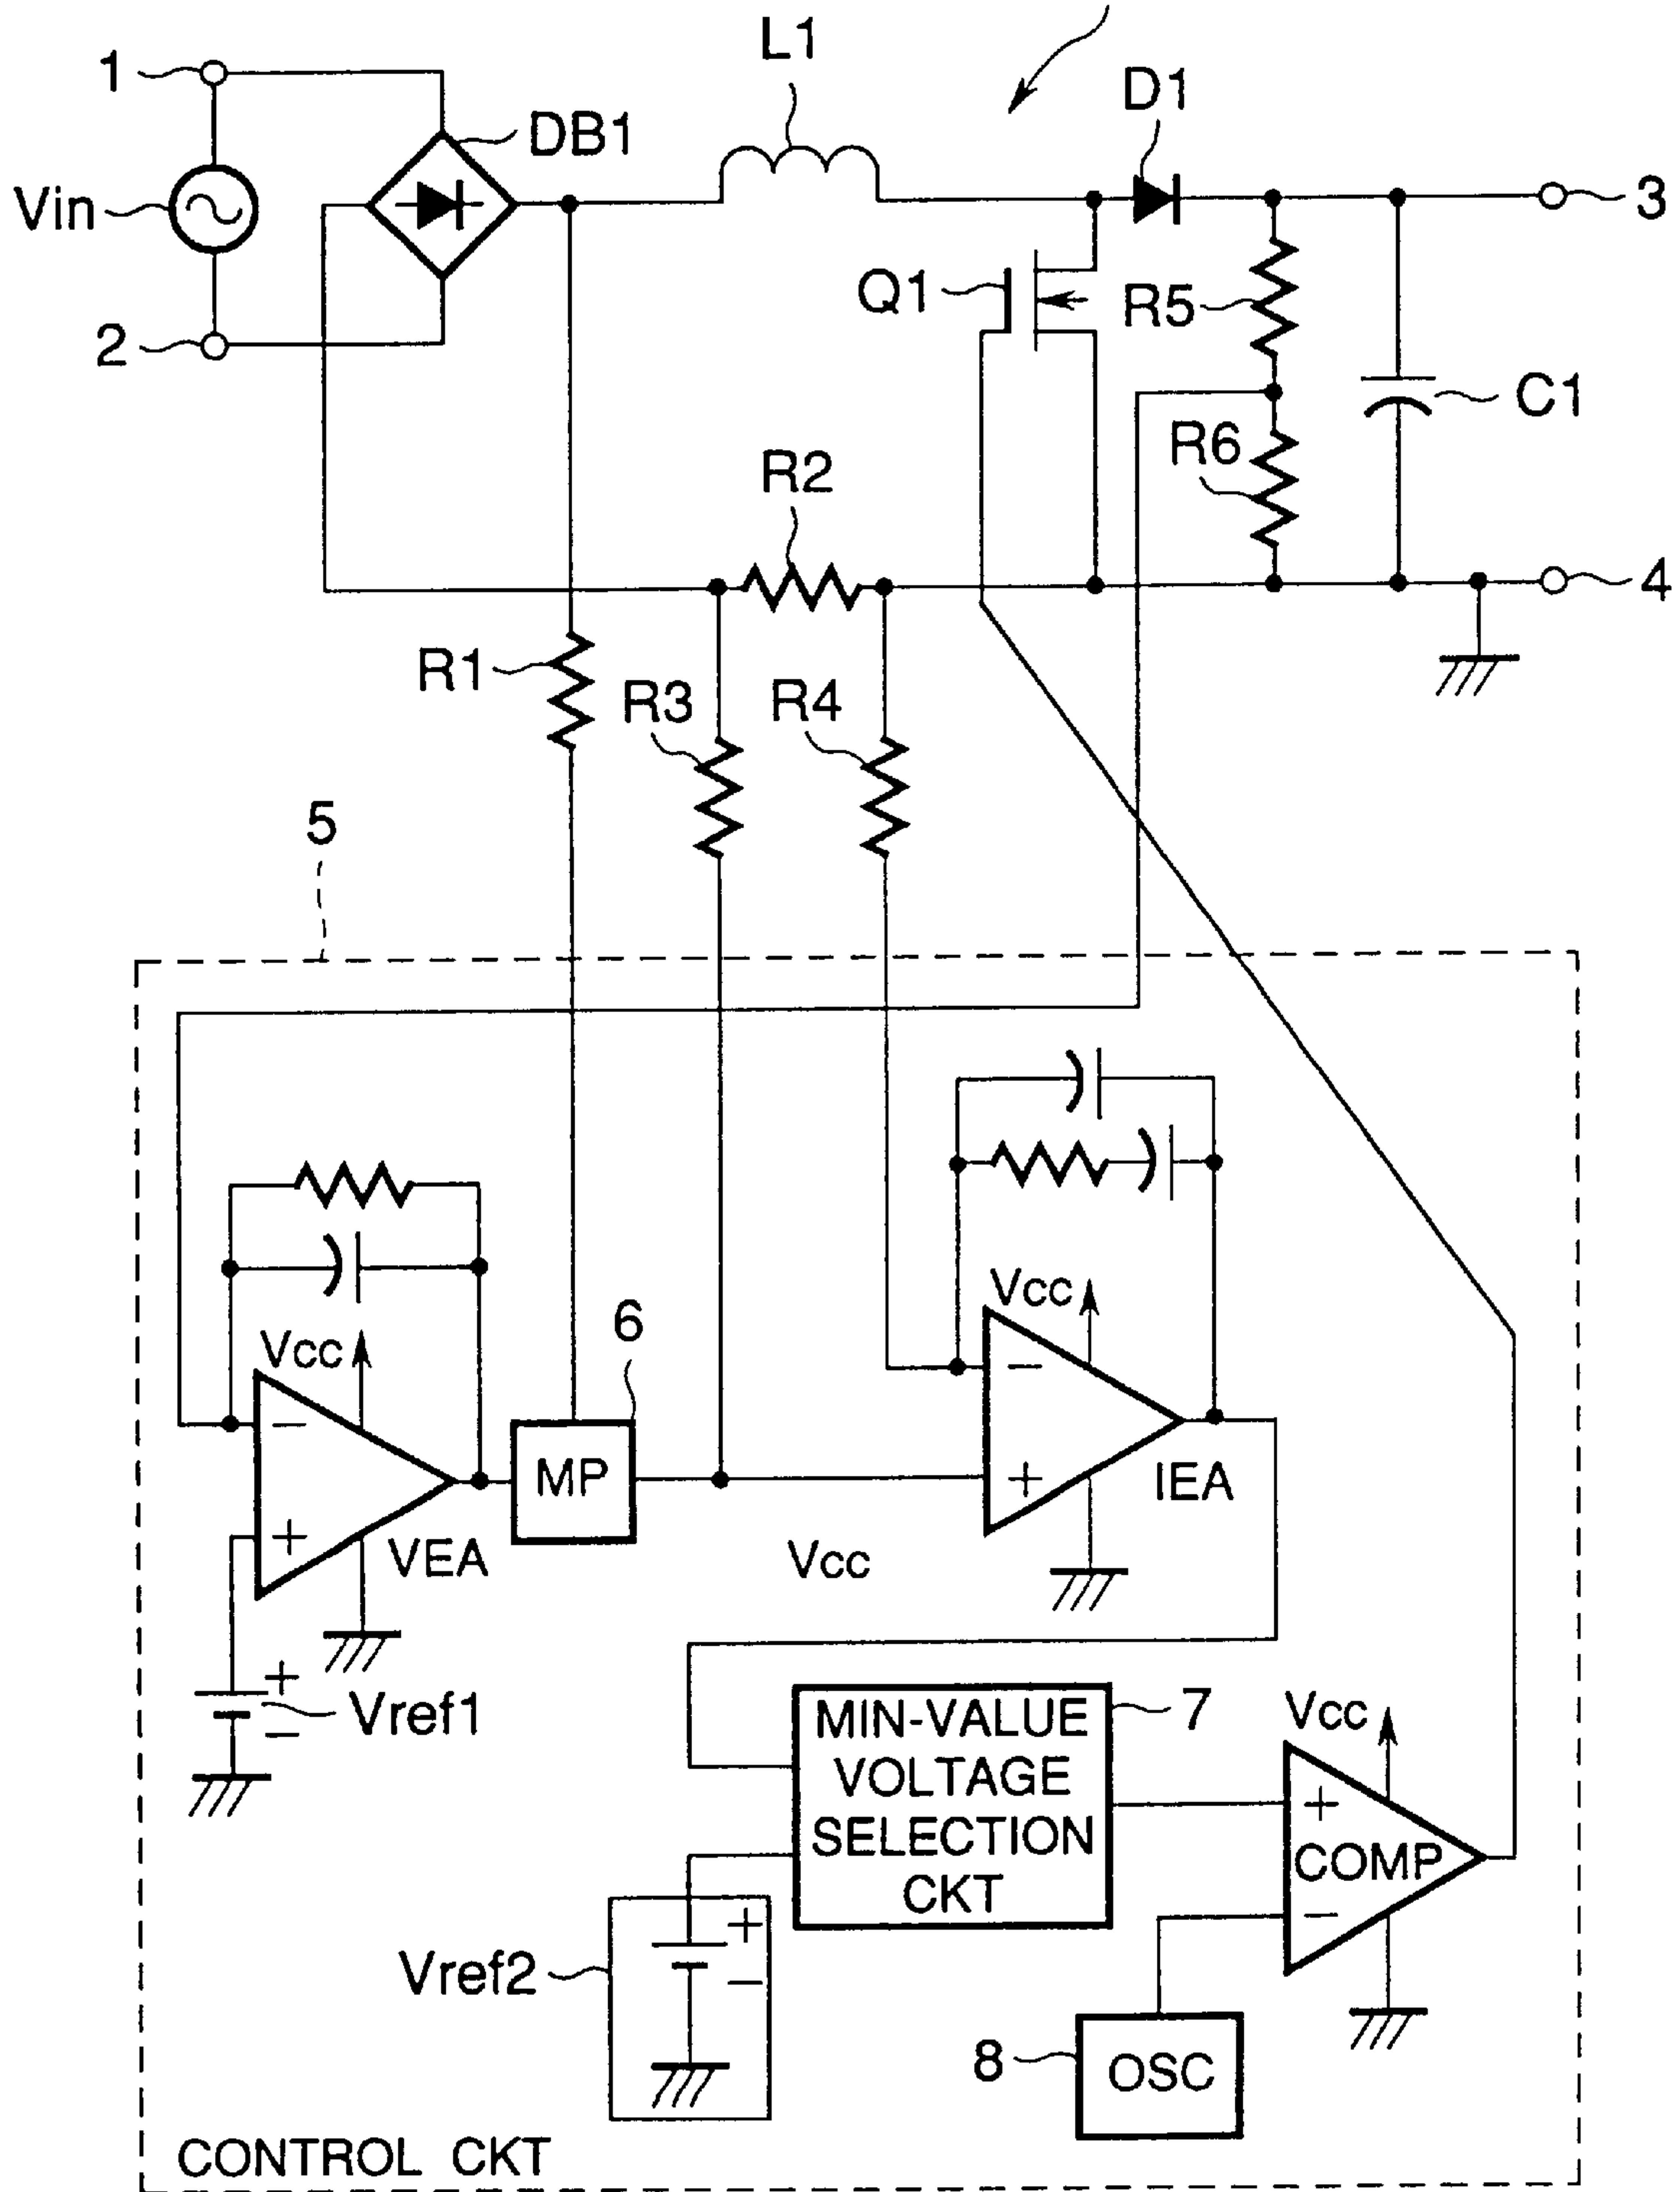 L1
1
D1
DB1
Vin
3
Q1
R5
2
C1
R6
R2
4
R1
R3
R4
5
Vcc
Vcc
6
−
−
MP
+
IEA
+
VEA
Vcc
+
Vref1
−
MIN-VALUE
VOLTAGE
SELECTION
CKT
7
Vcc
+
COMP
−
+
Vref2
−
8
OSC
CONTROL CKT